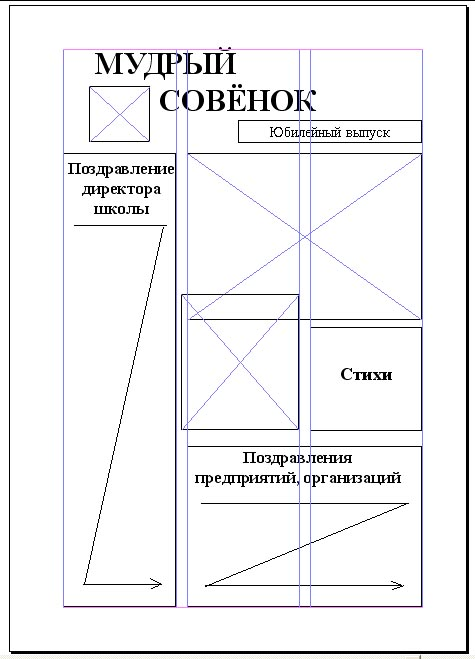 МУДРЫЙ
СОВЁНОК
Юбилейный выпуск
Поздравление
директора
школы
Стихи
Поздравления
предприятий, организаций